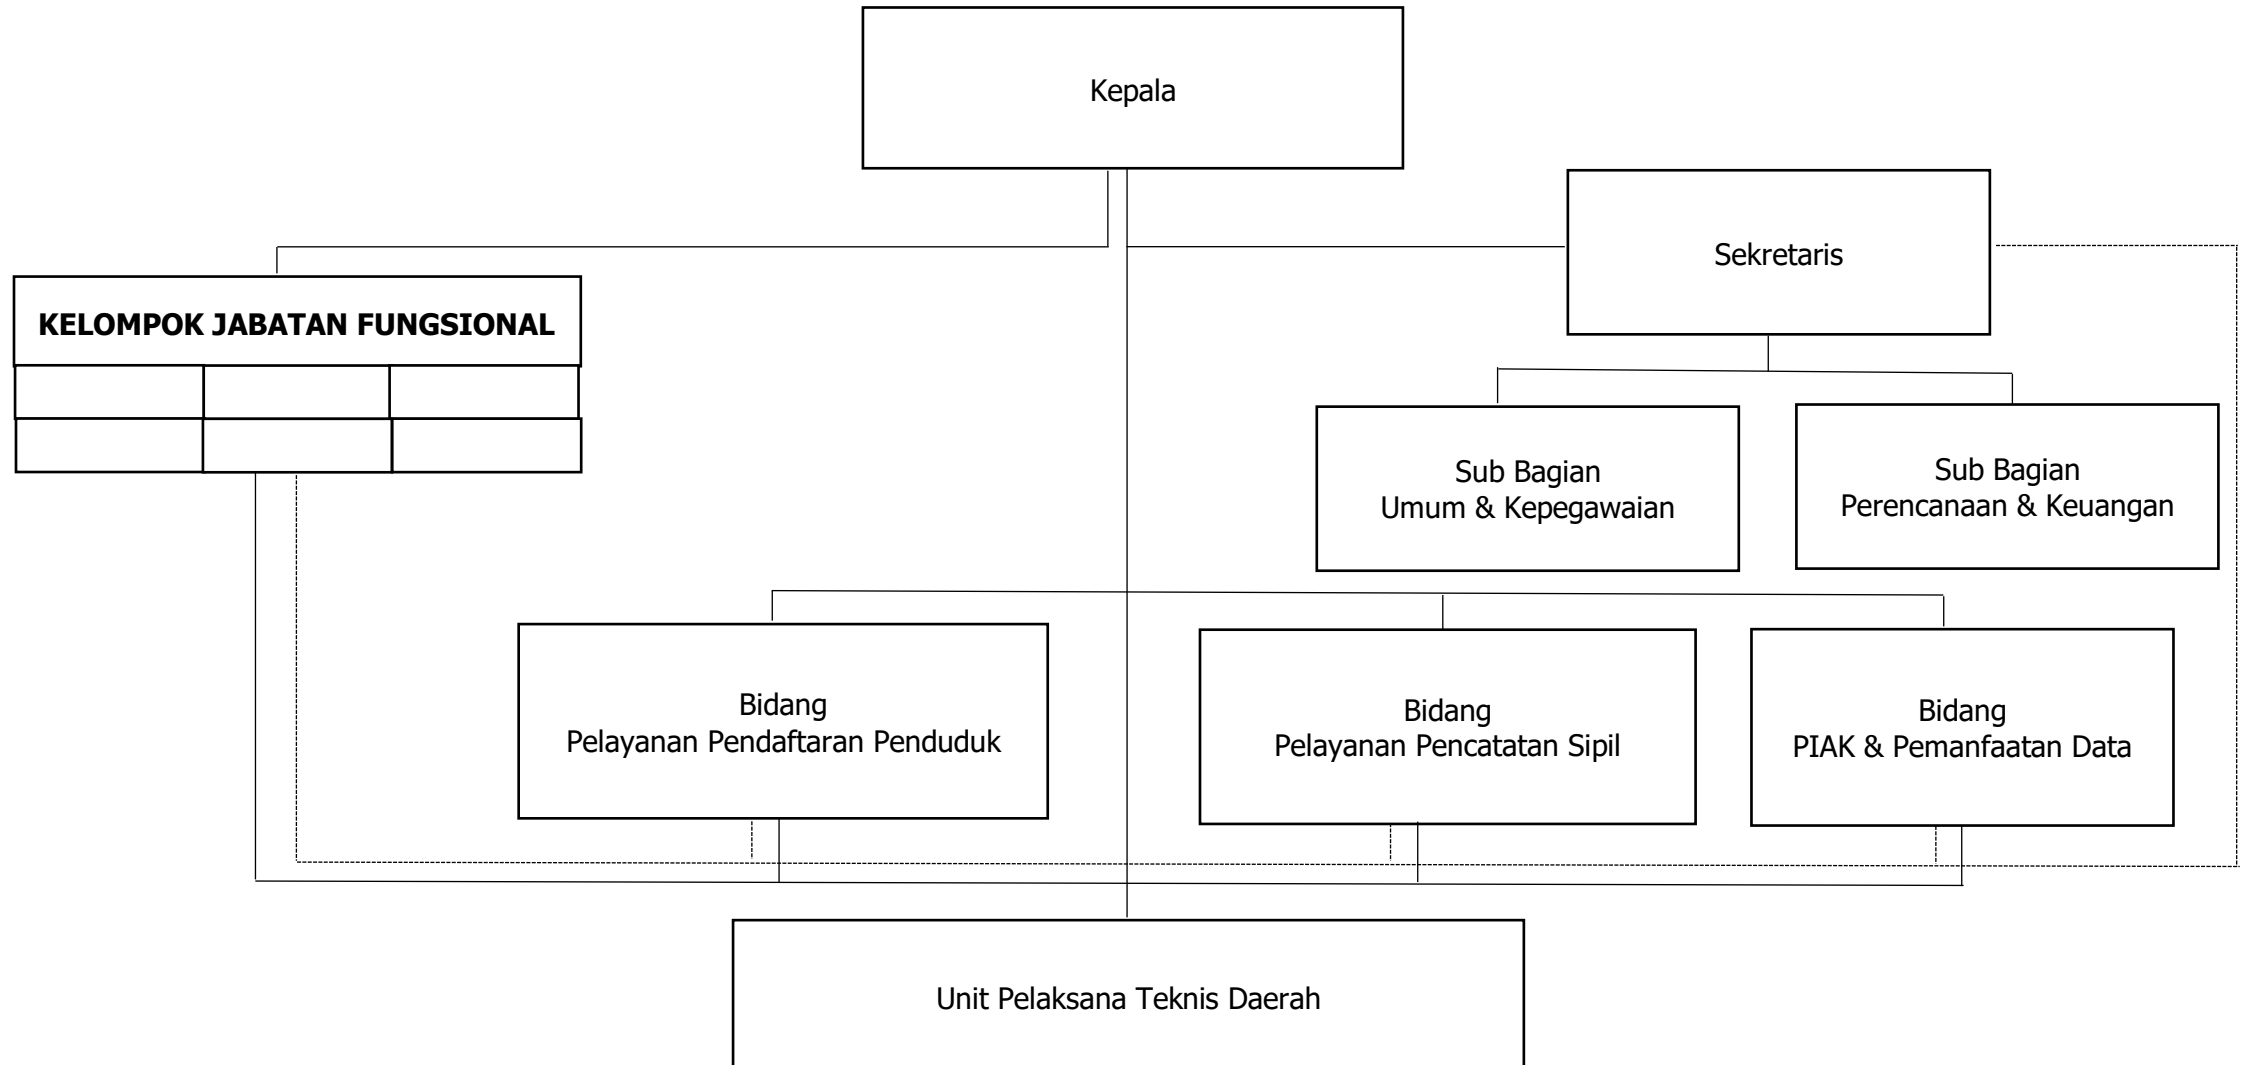 Kepala
Sekretaris
KELOMPOK JABATAN FUNGSIONAL
Sub Bagian
Umum & Kepegawaian
Sub Bagian
Perencanaan & Keuangan
Bidang
Pelayanan Pendaftaran Penduduk
Bidang
Pelayanan Pencatatan Sipil
Bidang
PIAK & Pemanfaatan Data
Unit Pelaksana Teknis Daerah